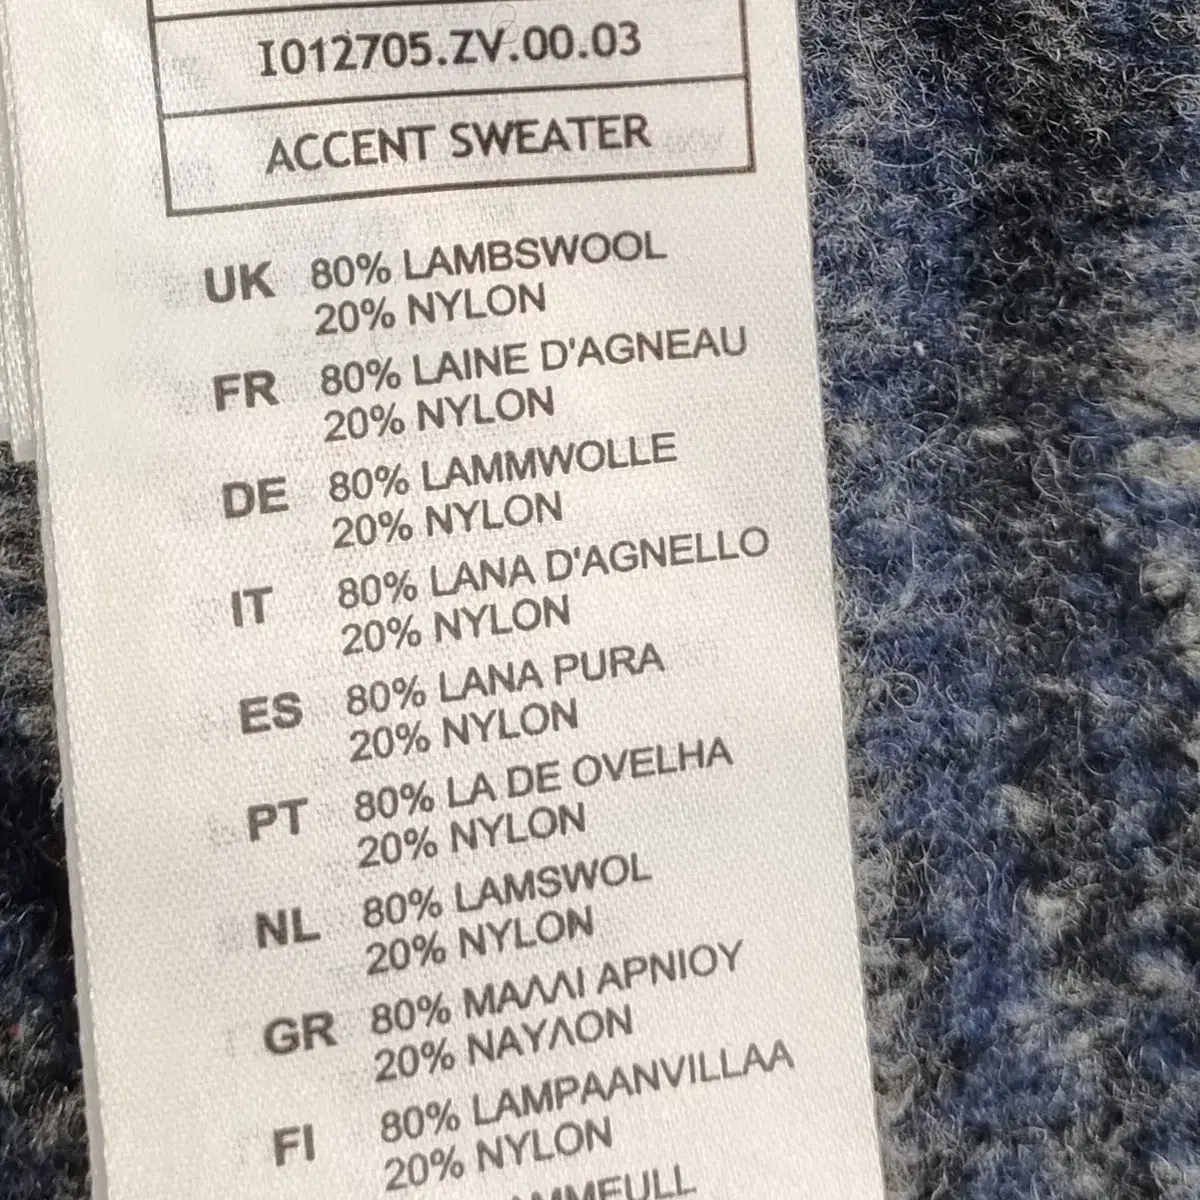 I012705.ZV.00.03
ACCENT SWEATER
UK 80% LAMBSWOOL
20% NYLON
FR 80% LAINE D'AGNEAU
20% NYLON
DE 80% LAMMWOLLE
20% NYLON
IT 80% LANA D'AGNELLO
20% NYLON
ES 80% LANA PURA
20% NYLON
PT 80% LA DE OVELHA
20% NYLON
NL 80% LAMSWOL
20% NYLON
GR 80% ΜΑΛΛΙ ΑΡΝΙΟΥ
20% ΝΑΥΛΟΝ
FI 80% LAMPAANVILLAA
20% NYLON